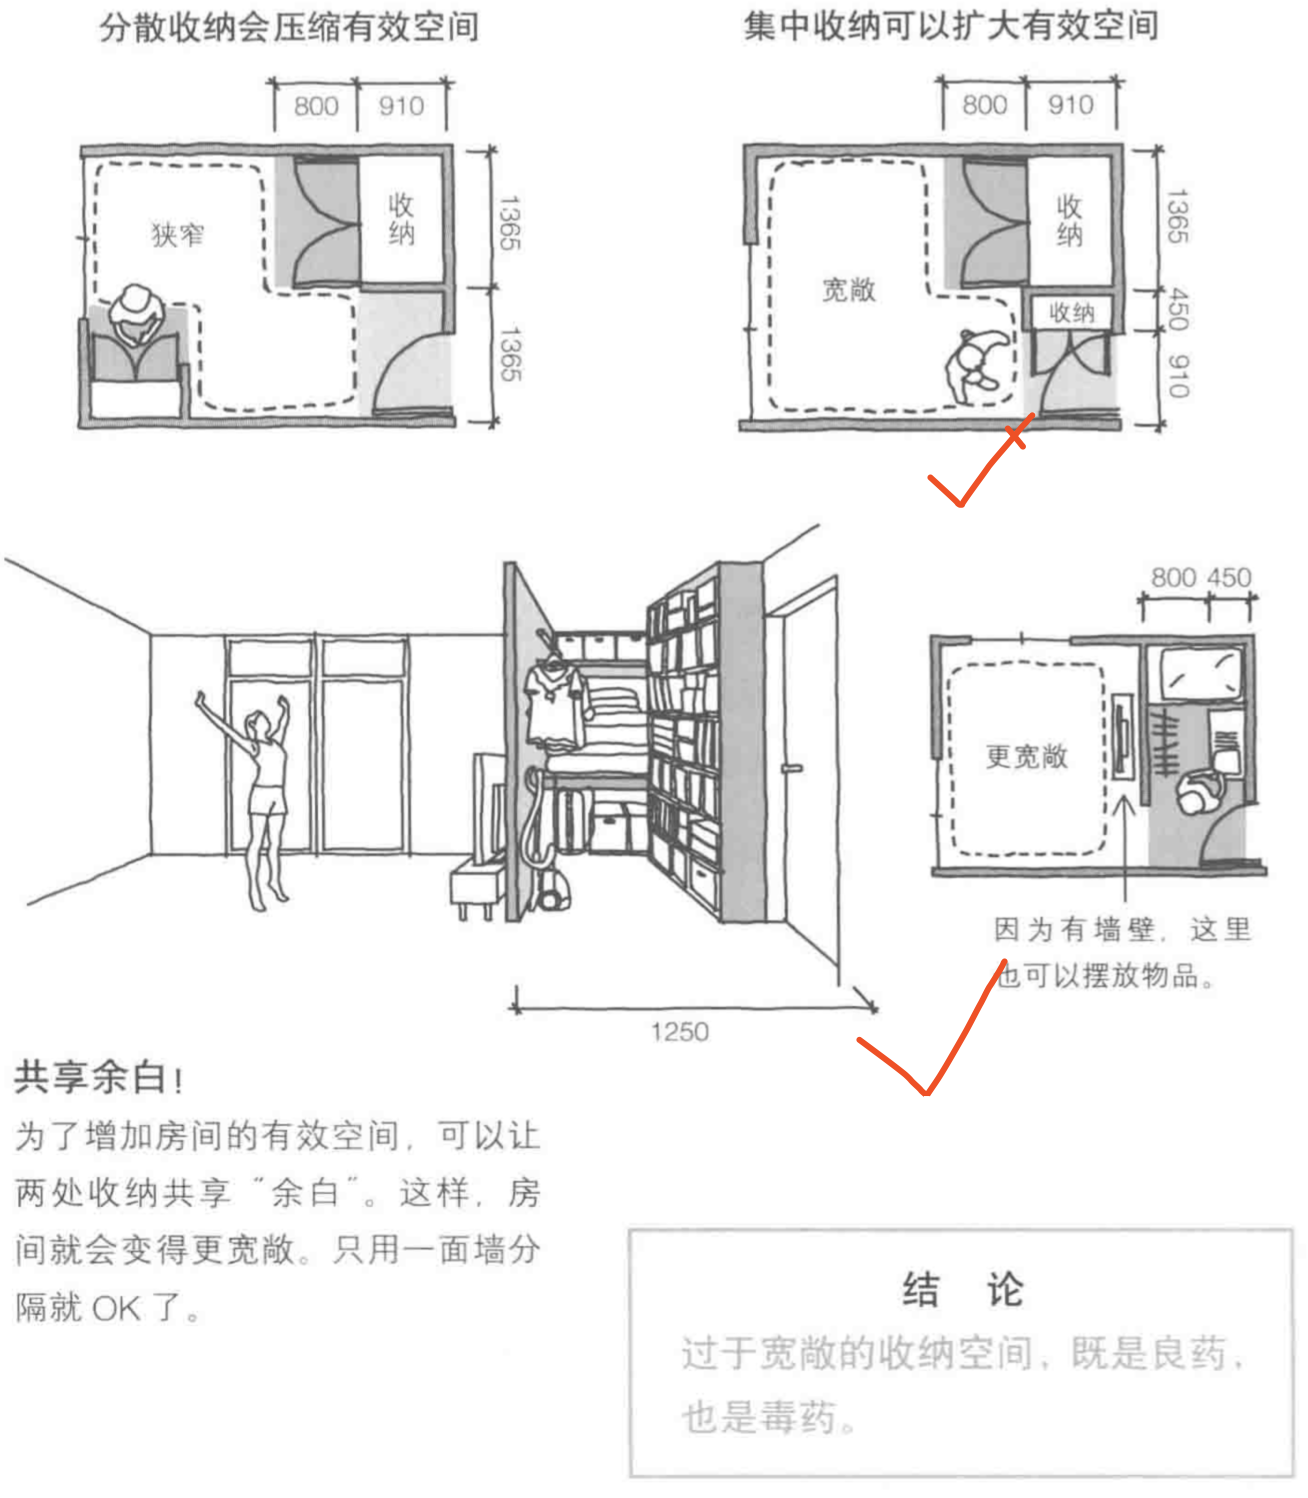 分散收纳会压缩有效空间
集中收纳可以扩大有效空间
800
910
收
纳
狭窄
1365
1365
800
910
收
纳
宽敞
收纳
1365
450
910
800 450
更宽敞
因为有墙壁，这里
也可以摆放物品。
1250
共享余白！
为了增加房间的有效空间，可以让
两处收纳共享“余白”。这样，房
间就会变得更宽敞。只用一面墙分
隔就 OK 了。
结 论
过于宽敞的收纳空间，既是良药，
也是毒药。